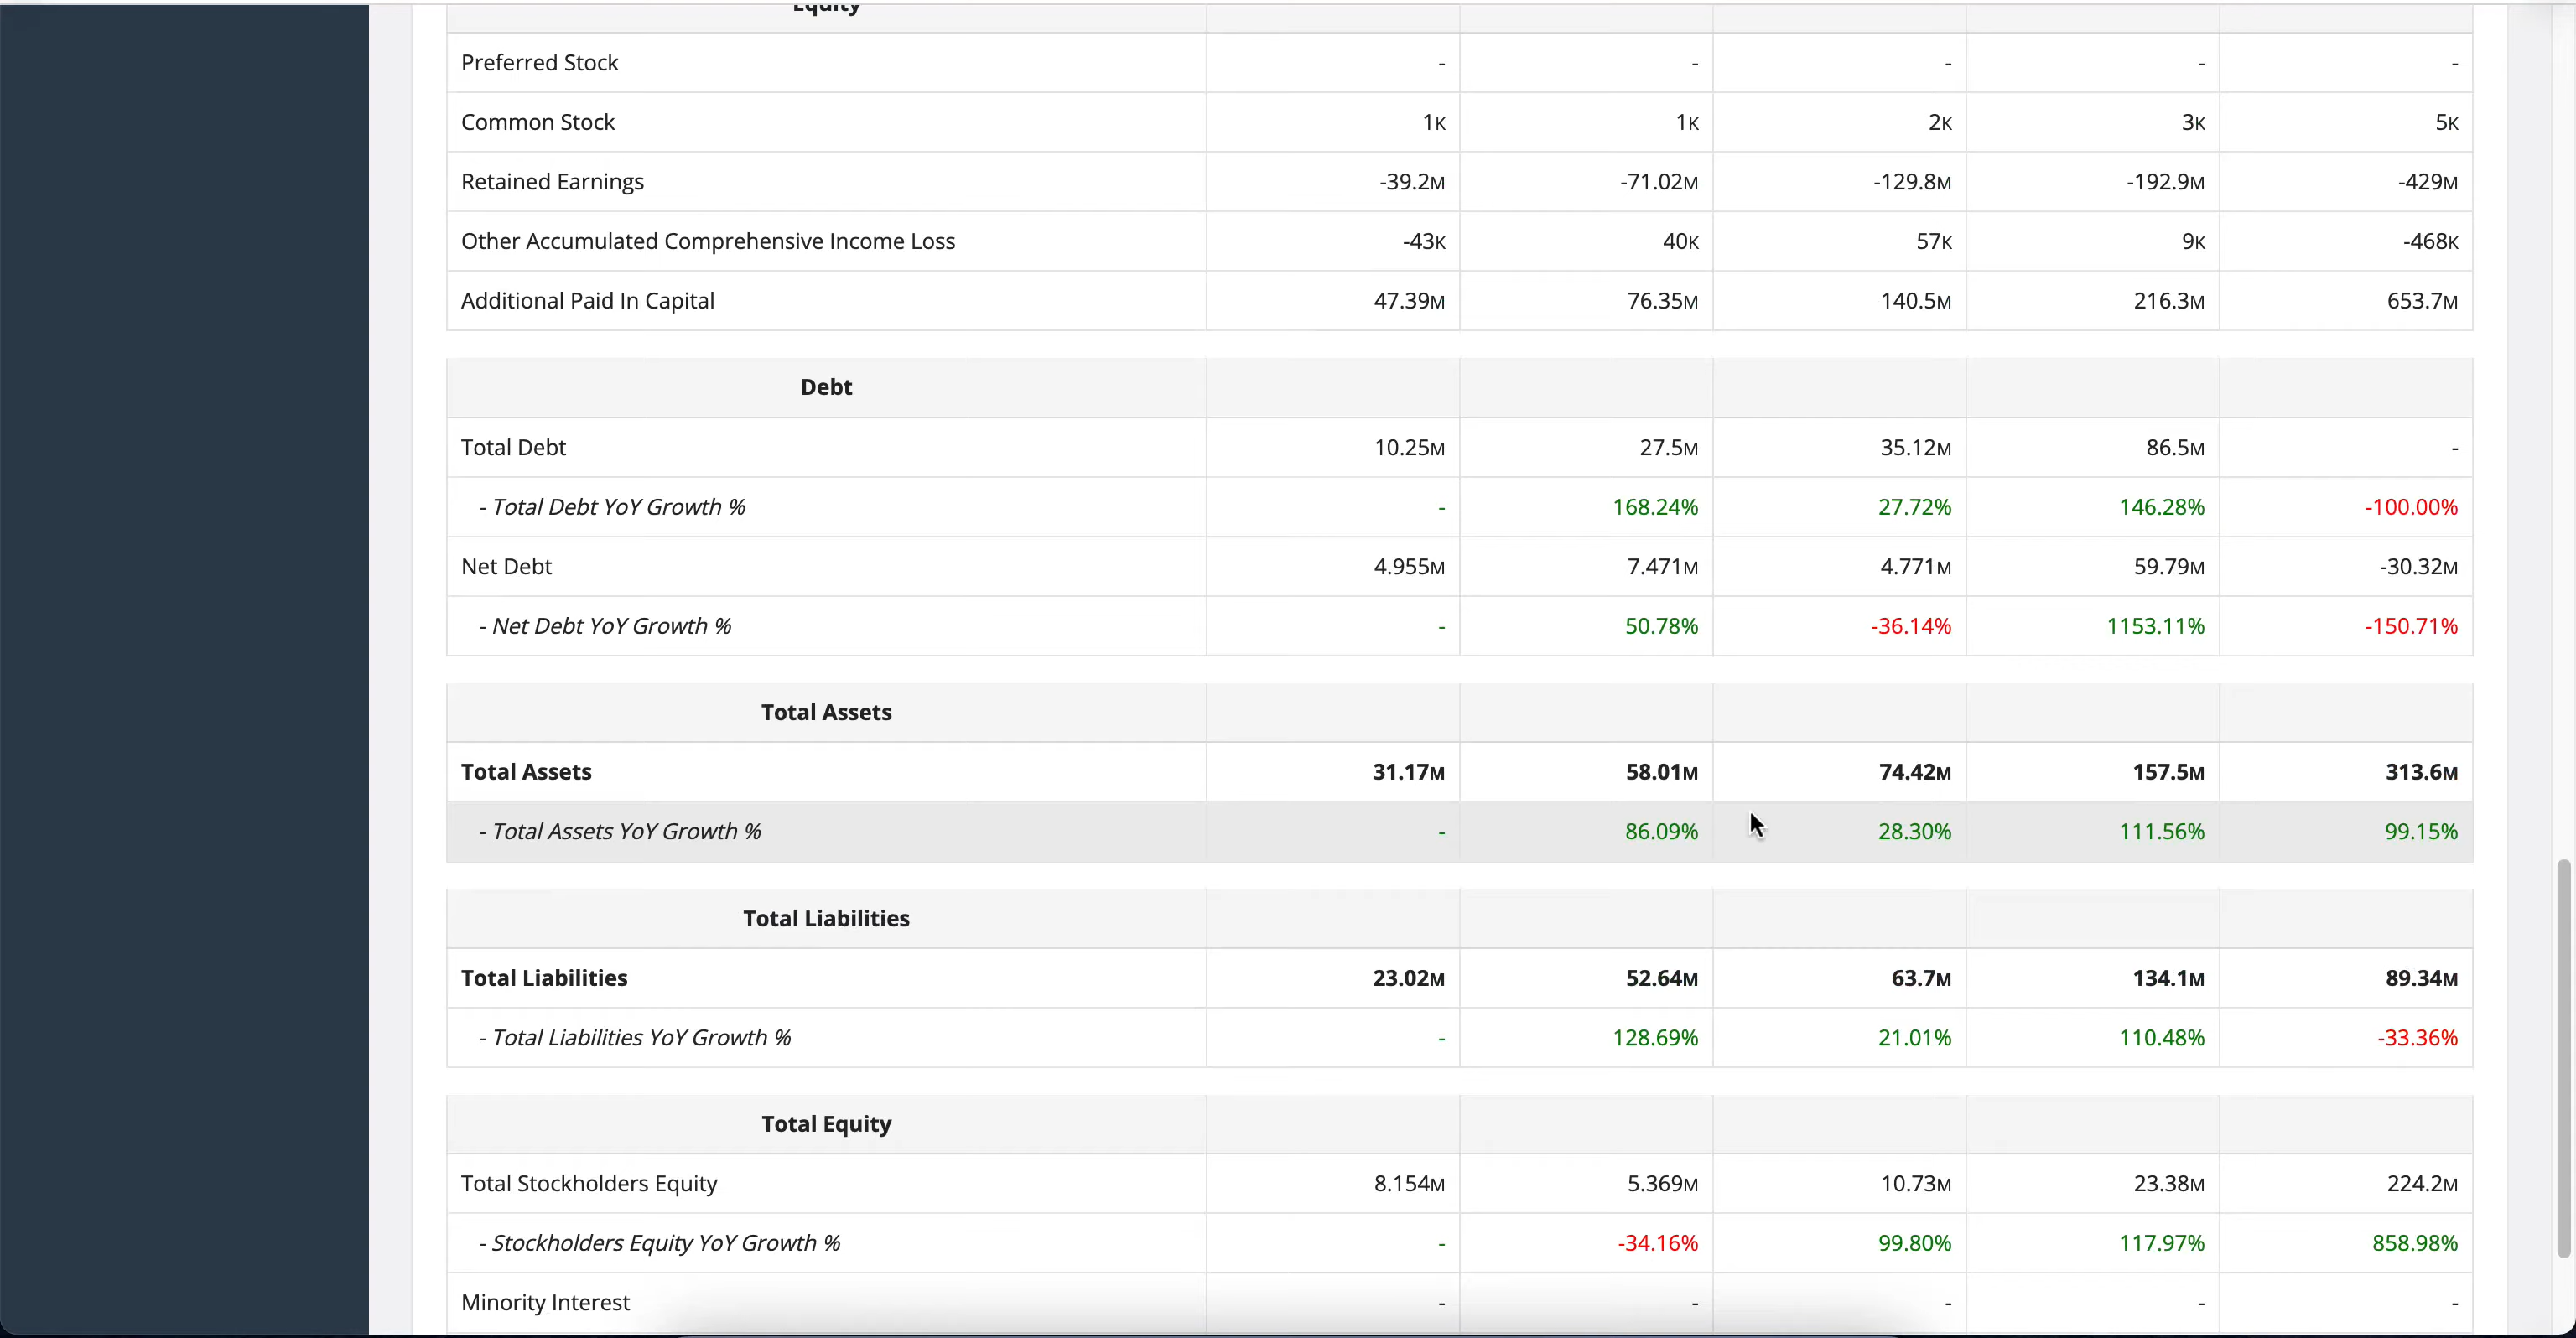 Equity
Preferred Stock - - - - -
Common Stock 1K 1K 2K 3K 5K
Retained Earnings -39.2M -71.02M -129.8M -192.9M -429M
Other Accumulated Comprehensive Income Loss -43K 40K 57K 9K -468K
Additional Paid In Capital 47.39M 76.35M 140.5M 216.3M 653.7M
Debt
Total Debt 10.25M 27.5M 35.12M 86.5M -
- Total Debt YoY Growth % - 168.24% 27.72% 146.28% -100.00%
Net Debt 4.955M 7.471M 4.771M 59.79M -30.32M
- Net Debt YoY Growth % - 50.78% -36.14% 1153.11% -150.71%
Total Assets
Total Assets 31.17M 58.01M 74.42M 157.5M 313.6M
- Total Assets YoY Growth % - 86.09% 28.30% 111.56% 99.15%
Total Liabilities
Total Liabilities 23.02M 52.64M 63.7M 134.1M 89.34M
- Total Liabilities YoY Growth % - 128.69% 21.01% 110.48% -33.36%
Total Equity
Total Stockholders Equity 8.154M 5.369M 10.73M 23.38M 224.2M
- Stockholders Equity YoY Growth % - -34.16% 99.80% 117.97% 858.98%
Minority Interest - - - - -